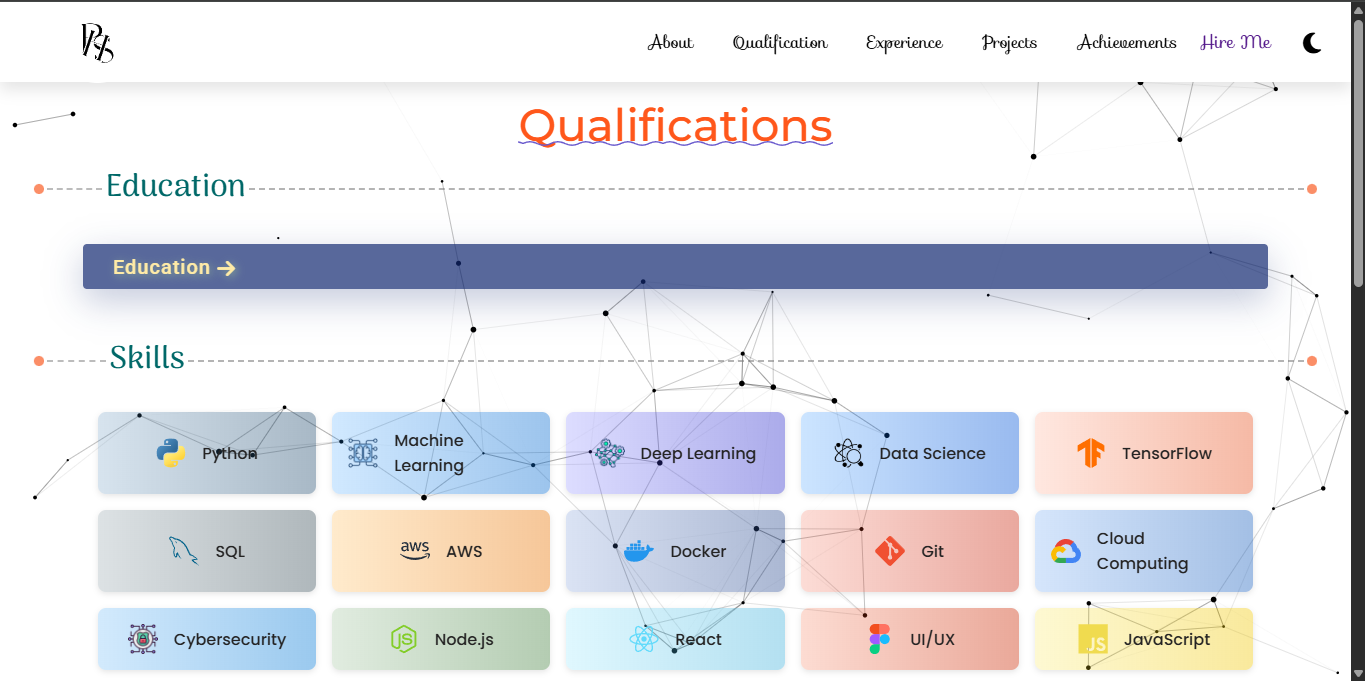 About Qualification Experience Projects Achievements Hire Me
Qualifications
Education
Education →
Skills
Python
Machine
Learning
Deep Learning
Data Science
TensorFlow
SQL
aws
AWS
Docker
Git
Cloud
Computing
Cybersecurity
Node.js
React
UI/UX
JS
JavaScript